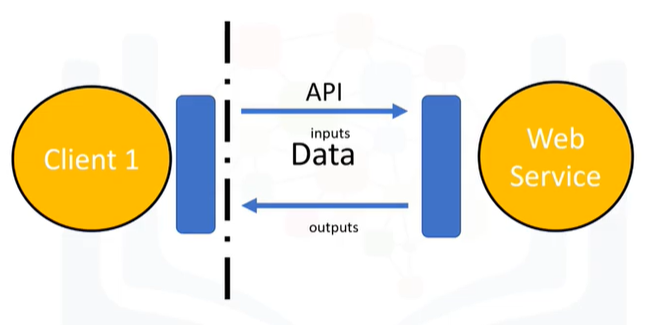 API
inputs
Client 1
Data
Web
Service
outputs